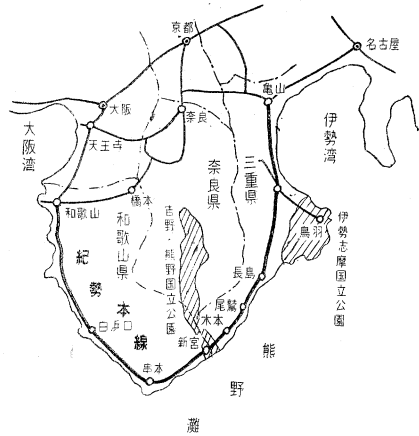 京都
名古屋
亀山
大阪
奈良
天王寺
大阪湾
伊勢湾
奈良県
三重県
橋本
和歌山
和歌山県
吉野・熊野国立公園
鳥羽
伊勢志摩国立公園
紀勢本線
長島
尾鷲
木本
白浜口
新宮
串本
熊野灘